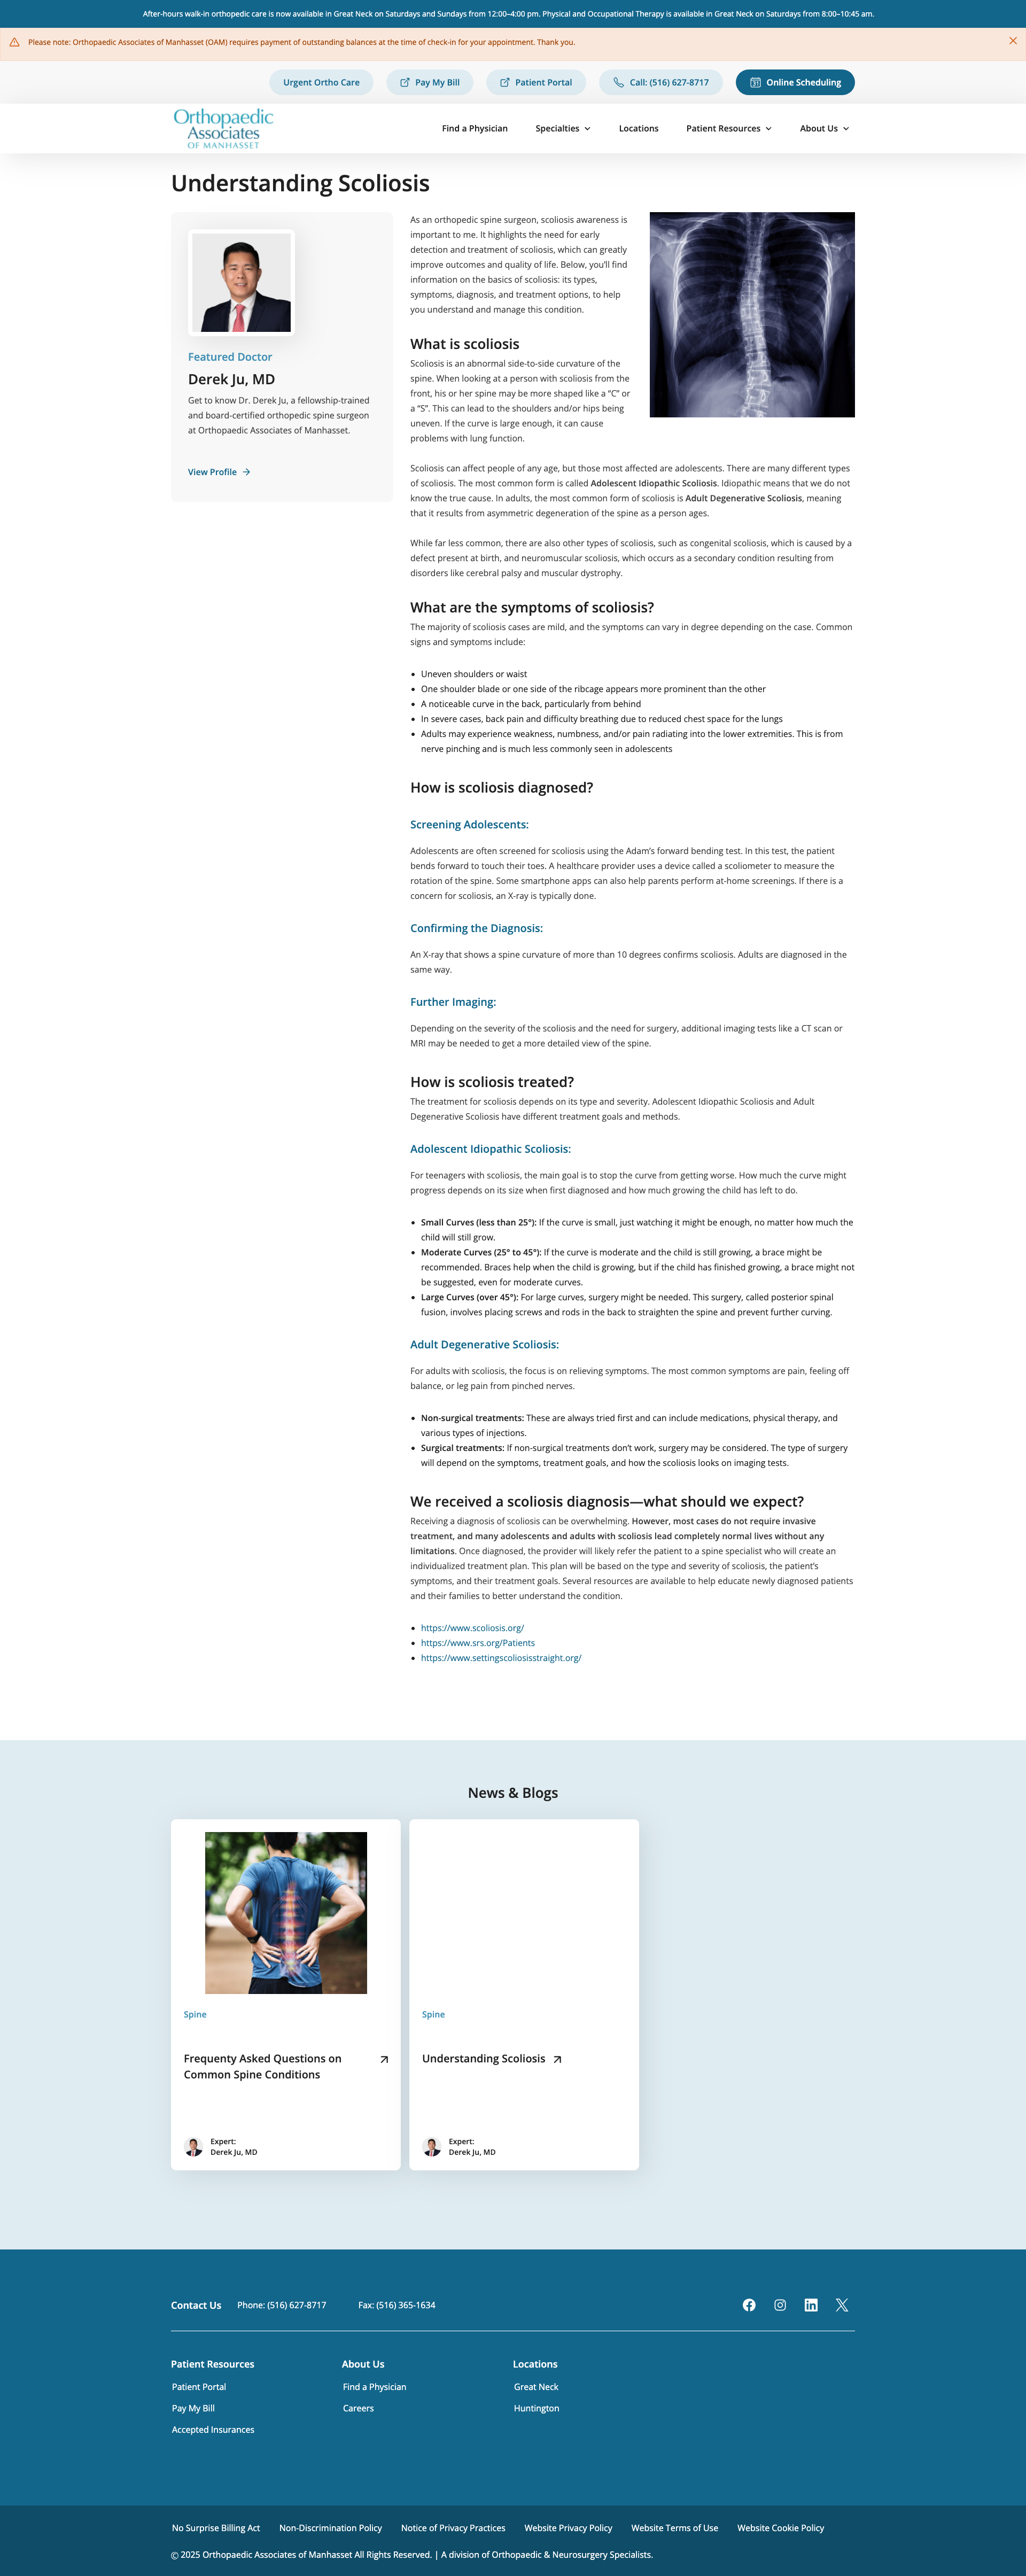 After-hours walk-in orthopedic care is now available in Great Neck on Saturdays and Sundays from 12:00–4:00 pm. Physical and Occupational Therapy is available in Great Neck on Saturdays from 8:00–10:45 am.
Please note: Orthopaedic Associates of Manhasset (OAM) requires payment of outstanding balances at the time of check-in for your appointment. Thank you.
Urgent Ortho Care
Pay My Bill
Patient Portal
Call: (516) 627-8717
Online Scheduling
Orthopaedic
Associates
OF MANHASSET
Find a Physician
Specialties
Locations
Patient Resources
About Us
Understanding Scoliosis
Featured Doctor
Derek Ju, MD
Get to know Dr. Derek Ju, a fellowship-trained
and board-certified orthopedic spine surgeon
at Orthopaedic Associates of Manhasset.
View Profile
As an orthopedic spine surgeon, scoliosis awareness is
important to me. It highlights the need for early
detection and treatment of scoliosis, which can greatly
improve outcomes and quality of life. Below, you'll find
information on the basics of scoliosis: its types,
symptoms, diagnosis, and treatment options, to help
you understand and manage this condition.
What is scoliosis
Scoliosis is an abnormal side-to-side curvature of the
spine. When looking at a person with scoliosis from the
front, his or her spine may be more shaped like a “C” or
a “S”. This can lead to the shoulders and/or hips being
uneven. If the curve is large enough, it can cause
problems with lung function.
Scoliosis can affect people of any age, but those most affected are adolescents. There are many different types
of scoliosis. The most common form is called Adolescent Idiopathic Scoliosis. Idiopathic means that we do not
know the true cause. In adults, the most common form of scoliosis is Adult Degenerative Scoliosis, meaning
that it results from asymmetric degeneration of the spine as a person ages.
While far less common, there are also other types of scoliosis, such as congenital scoliosis, which is caused by a
defect present at birth, and neuromuscular scoliosis, which occurs as a secondary condition resulting from
disorders like cerebral palsy and muscular dystrophy.
What are the symptoms of scoliosis?
The majority of scoliosis cases are mild, and the symptoms can vary in degree depending on the case. Common
signs and symptoms include:
• Uneven shoulders or waist
• One shoulder blade or one side of the ribcage appears more prominent than the other
• A noticeable curve in the back, particularly from behind
• In severe cases, back pain and difficulty breathing due to reduced chest space for the lungs
• Adults may experience weakness, numbness, and/or pain radiating into the lower extremities. This is from
nerve pinching and is much less commonly seen in adolescents
How is scoliosis diagnosed?
Screening Adolescents:
Adolescents are often screened for scoliosis using the Adam's forward bending test. In this test, the patient
bends forward to touch their toes. A healthcare provider uses a device called a scoliometer to measure the
rotation of the spine. Some smartphone apps can also help parents perform at-home screenings. If there is a
concern for scoliosis, an X-ray is typically done.
Confirming the Diagnosis:
An X-ray that shows a spine curvature of more than 10 degrees confirms scoliosis. Adults are diagnosed in the
same way.
Further Imaging:
Depending on the severity of the scoliosis and the need for surgery, additional imaging tests like a CT scan or
MRI may be needed to get a more detailed view of the spine.
How is scoliosis treated?
The treatment for scoliosis depends on its type and severity. Adolescent Idiopathic Scoliosis and Adult
Degenerative Scoliosis have different treatment goals and methods.
Adolescent Idiopathic Scoliosis:
For teenagers with scoliosis, the main goal is to stop the curve from getting worse. How much the curve might
progress depends on its size when first diagnosed and how much growing the child has left to do.
• Small Curves (less than 25°): If the curve is small, just watching it might be enough, no matter how much the
child will still grow.
• Moderate Curves (25° to 45°): If the curve is moderate and the child is still growing, a brace might be
recommended. Braces help when the child is growing, but if the child has finished growing, a brace might not
be suggested, even for moderate curves.
• Large Curves (over 45°): For large curves, surgery might be needed. This surgery, called posterior spinal
fusion, involves placing screws and rods in the back to straighten the spine and prevent further curving.
Adult Degenerative Scoliosis:
For adults with scoliosis, the focus is on relieving symptoms. The most common symptoms are pain, feeling off
balance, or leg pain from pinched nerves.
• Non-surgical treatments: These are always tried first and can include medications, physical therapy, and
various types of injections.
• Surgical treatments: If non-surgical treatments don't work, surgery may be considered. The type of surgery
will depend on the symptoms, treatment goals, and how the scoliosis looks on imaging tests.
We received a scoliosis diagnosis—what should we expect?
Receiving a diagnosis of scoliosis can be overwhelming. However, most cases do not require invasive
treatment, and many adolescents and adults with scoliosis lead completely normal lives without any
limitations. Once diagnosed, the provider will likely refer the patient to a spine specialist who will create an
individualized treatment plan. This plan will be based on the type and severity of scoliosis, the patient's
symptoms, and their treatment goals. Several resources are available to help educate newly diagnosed patients
and their families to better understand the condition.
• https://www.scoliosis.org/
• https://www.srs.org/Patients
• https://www.settingscoliosisstraight.org/
News & Blogs
Spine
Frequenty Asked Questions on
Common Spine Conditions
Expert:
Derek Ju, MD
Spine
Understanding Scoliosis
Expert:
Derek Ju, MD
Contact Us
Phone: (516) 627-8717
Fax: (516) 365-1634
Patient Resources
Patient Portal
Pay My Bill
Accepted Insurances
About Us
Find a Physician
Careers
Locations
Great Neck
Huntington
No Surprise Billing Act
Non-Discrimination Policy
Notice of Privacy Practices
Website Privacy Policy
Website Terms of Use
Website Cookie Policy
© 2025 Orthopaedic Associates of Manhasset All Rights Reserved. | A division of Orthopaedic & Neurosurgery Specialists.